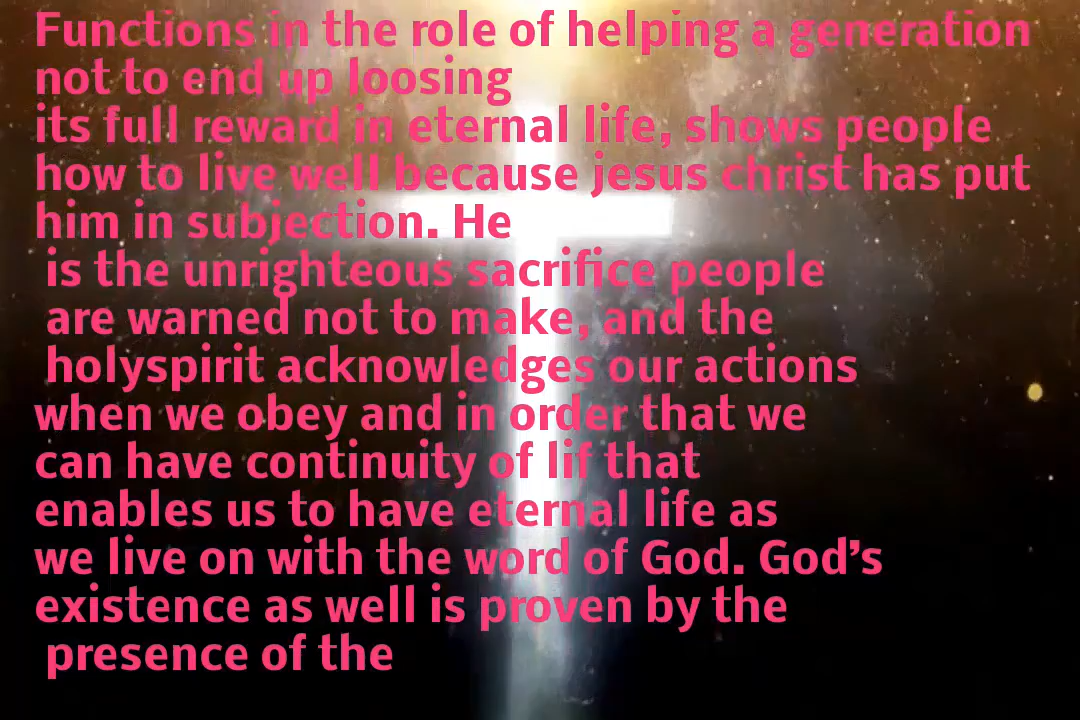 Functions in the role of helping a generation
not to end up loosing
its full reward in eternal life, shows people
how to live well because jesus christ has put
him in subjection. He
is the unrighteous sacrifice people
are warned not to make, and the
holyspirit acknowledges our actions
when we obey and in order that we
can have continuity of lif that
enables us to have eternal life as
we live on with the word of God. God’s
existence as well is proven by the
presence of the